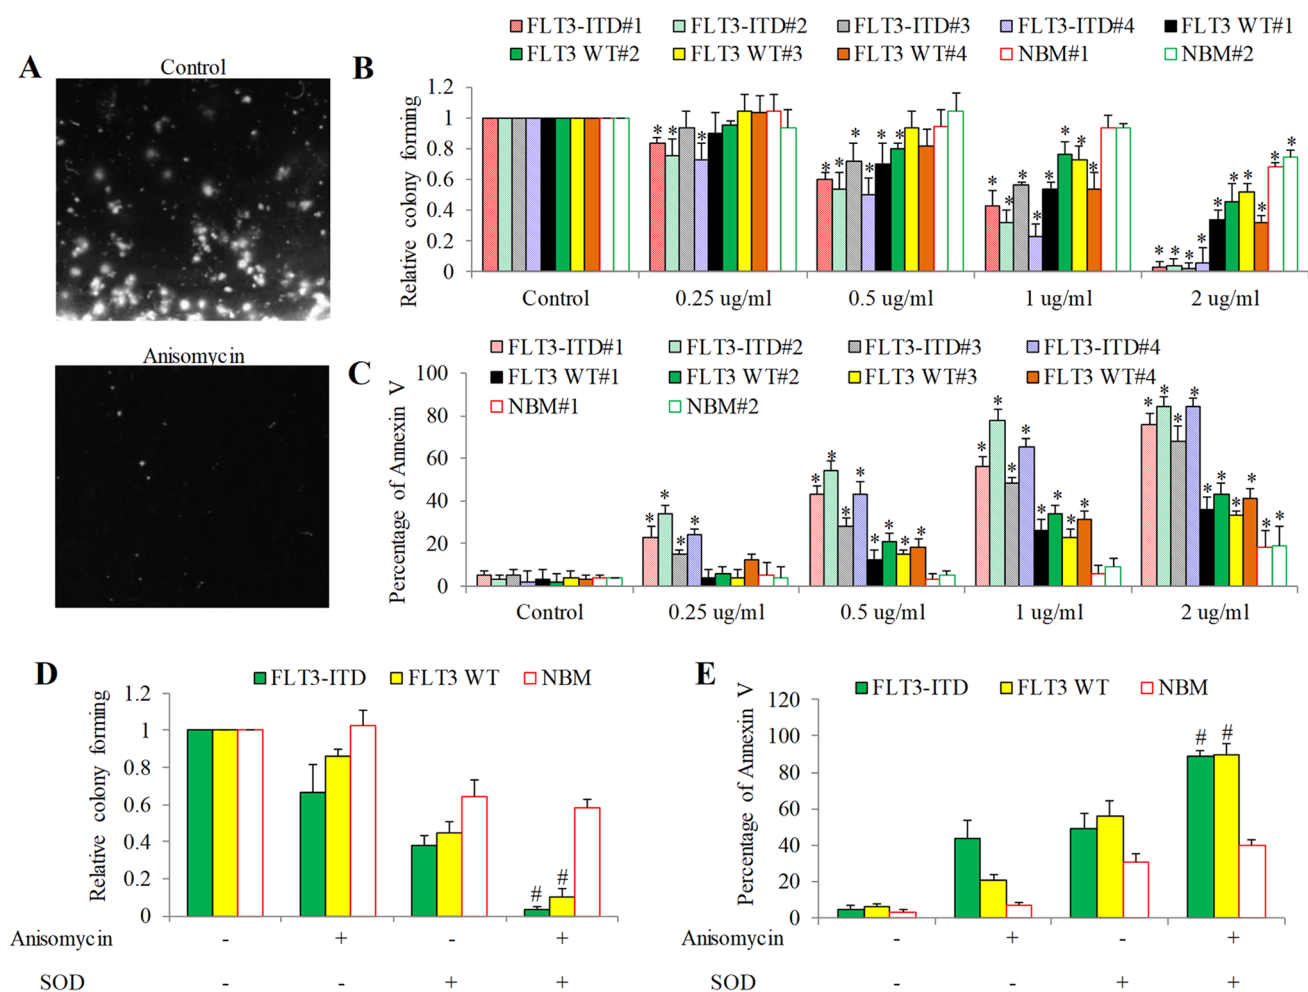 A
Control
Anisomycin
B
FLT3-ITD#1 FLT3-ITD#2 FLT3-ITD#3 FLT3-ITD#4 FLT3 WT#1
FLT3 WT#2 FLT3 WT#3 FLT3 WT#4 NBM#1 NBM#2
Relative colony forming
1.2
1
0.8
0.6
0.4
0.2
0
* * * * * * * * * * * * * * * * * * * * * * * * * * *
Control 0.25 ug/ml 0.5 ug/ml 1 ug/ml 2 ug/ml
C
FLT3-ITD#1 FLT3-ITD#2 FLT3-ITD#3 FLT3-ITD#4
FLT3 WT#1 FLT3 WT#2 FLT3 WT#3 FLT3 WT#4
NBM#1 NBM#2
Percentage of Annexin V
100
80
60
40
20
0
* * * * * * * * * * * * * * * * * * * * * * * * * * * * * *
Control 0.25 ug/ml 0.5 ug/ml 1 ug/ml 2 ug/ml
D
FLT3-ITD FLT3 WT NBM
Relative colony forming
1.2
1
0.8
0.6
0.4
0.2
0
# #
Anisomycin - + - +
SOD - - + +
E
FLT3-ITD FLT3 WT NBM
Percentage of Annexin V
120
100
80
60
40
20
0
# #
Anisomycin - + - +
SOD - - + +